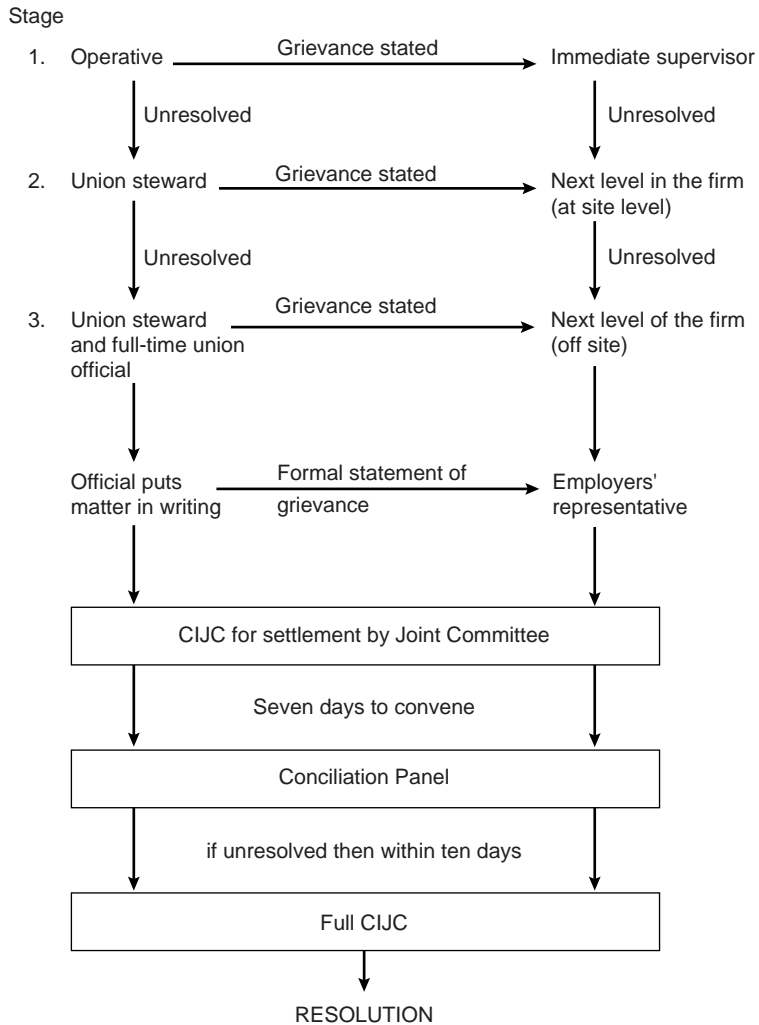 Stage
1. Operative Grievance stated Immediate supervisor
Unresolved Unresolved
2. Union steward Grievance stated Next level in the firm
(at site level)
Unresolved Unresolved
3. Union steward Grievance stated Next level of the firm
and full-time union (off site)
official
Official puts Formal statement of Employers'
matter in writing grievance representative
CIJC for settlement by Joint Committee
Seven days to convene
Conciliation Panel
if unresolved then within ten days
Full CIJC
RESOLUTION